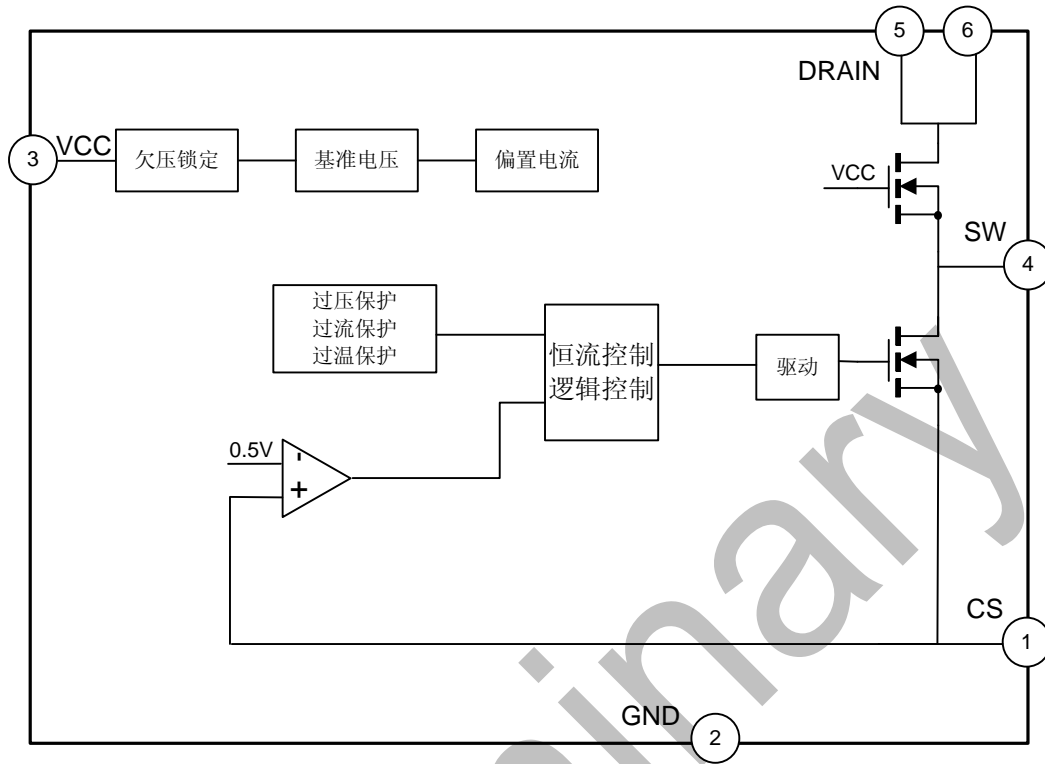 5
6
DRAIN
3
VCC
欠压锁定
基准电压
偏置电流
VCC
SW
4
过压保护
过流保护
过温保护
恒流控制
逻辑控制
驱动
0.5V
-
+
CS
1
GND
2